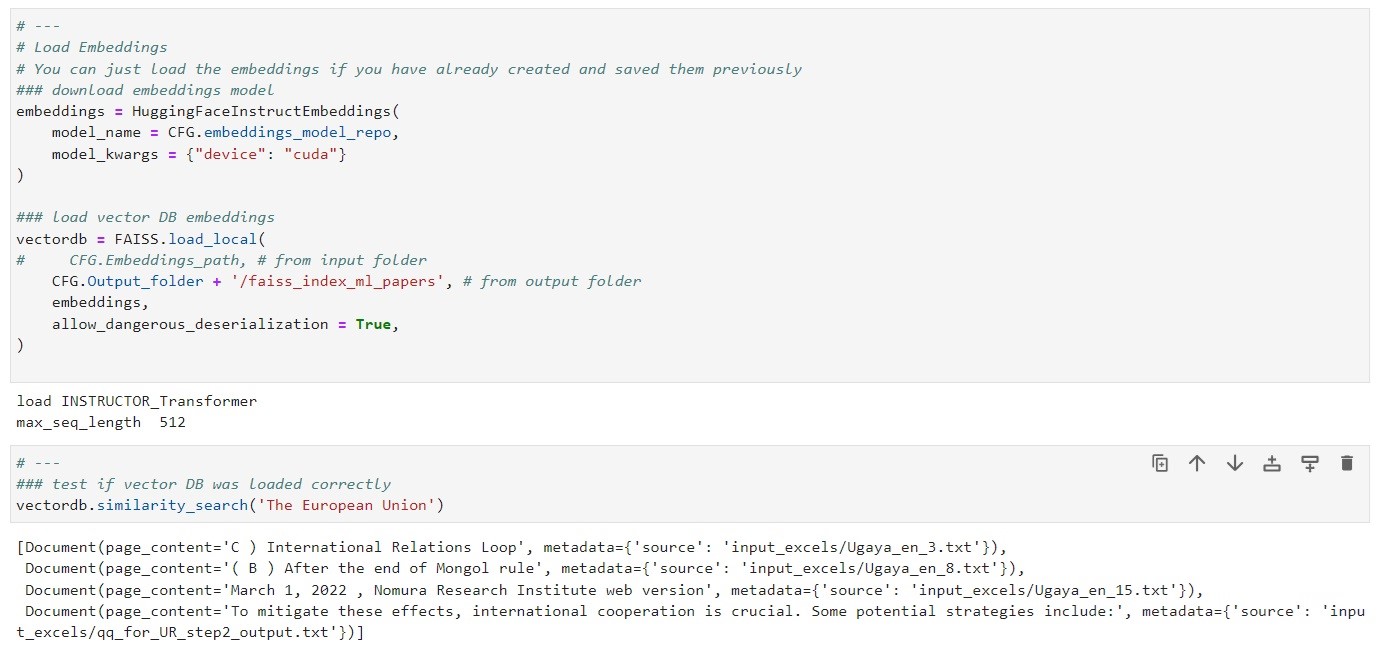 # ---
# Load Embeddings
# You can just load the embeddings if you have already created and saved them previously
### download embeddings model
embeddings = HuggingFaceInstructEmbeddings(
    model_name = CFG.embeddings_model_repo,
    model_kwargs = {"device": "cuda"}
)

### load vector DB embeddings
vectordb = FAISS.load_local(
#     CFG.Embeddings_path, # from input folder
    CFG.Output_folder + '/faiss_index_ml_papers', # from output folder
    embeddings,
    allow_dangerous_deserialization = True,
)
load INSTRUCTOR_Transformer
max_seq_length  512
# ---
### test if vector DB was loaded correctly
vectordb.similarity_search('The European Union')
[Document(page_content='C ) International Relations Loop', metadata={'source': 'input_excels/Ugaya_en_3.txt'}),
 Document(page_content='( B ) After the end of Mongol rule', metadata={'source': 'input_excels/Ugaya_en_8.txt'}),
 Document(page_content='March 1, 2022 , Nomura Research Institute web version', metadata={'source': 'input_excels/Ugaya_en_15.txt'}),
 Document(page_content='To mitigate these effects, international cooperation is crucial. Some potential strategies include:', metadata={'source': 'inpu
t_excels/qq_for_UR_step2_output.txt'})]